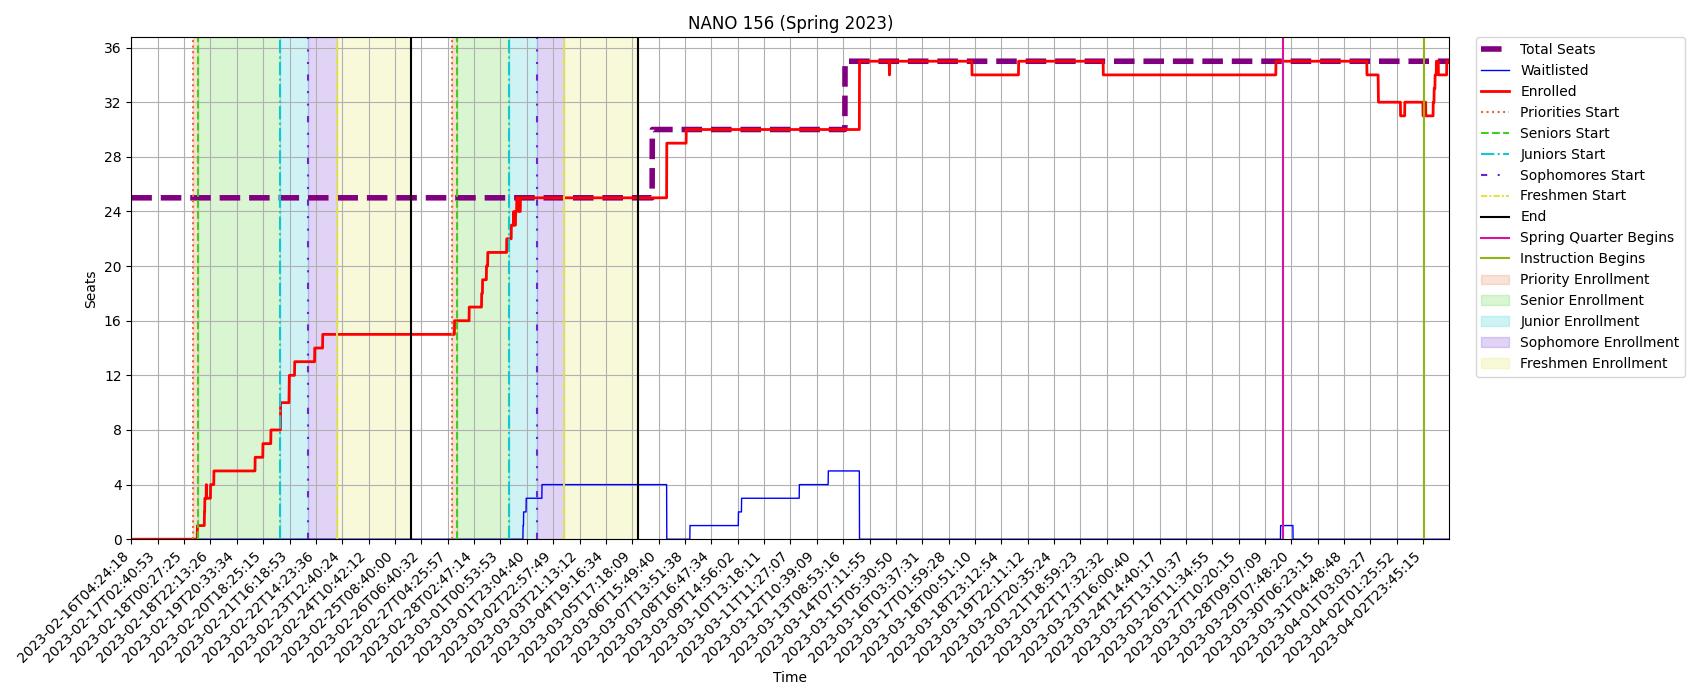 NANO 156 (Spring 2023)
Seats
36
32
28
24
20
16
12
8
4
0
2023-02-16T04:24:18
2023-02-17T02:40:53
2023-02-18T00:27:25
2023-02-18T22:13:26
2023-02-19T20:33:34
2023-02-20T18:25:15
2023-02-21T16:18:53
2023-02-22T14:23:36
2023-02-23T12:40:24
2023-02-24T10:42:12
2023-02-25T08:40:00
2023-02-26T06:40:32
2023-02-27T04:25:57
2023-02-28T02:47:14
2023-03-01T00:53:53
2023-03-01T23:04:40
2023-03-02T22:57:49
2023-03-03T21:13:12
2023-03-04T19:16:34
2023-03-05T17:18:09
2023-03-06T15:49:40
2023-03-07T13:51:38
2023-03-08T16:47:34
2023-03-09T14:56:02
2023-03-10T13:18:11
2023-03-11T11:27:07
2023-03-12T10:39:09
2023-03-13T08:53:16
2023-03-14T07:11:55
2023-03-15T05:30:50
2023-03-16T03:37:31
2023-03-17T01:59:28
2023-03-18T00:51:10
2023-03-18T23:12:54
2023-03-19T22:11:12
2023-03-20T20:35:24
2023-03-21T18:59:23
2023-03-22T17:32:32
2023-03-23T16:00:40
2023-03-24T14:40:17
2023-03-25T13:10:37
2023-03-26T11:34:55
2023-03-27T10:20:15
2023-03-28T09:07:09
2023-03-29T07:48:20
2023-03-30T06:23:15
2023-03-31T04:48:48
2023-04-01T03:03:27
2023-04-02T01:25:52
2023-04-02T23:45:15
Time
Total Seats
Waitlisted
Enrolled
Priorities Start
Seniors Start
Juniors Start
Sophomores Start
Freshmen Start
End
Spring Quarter Begins
Instruction Begins
Priority Enrollment
Senior Enrollment
Junior Enrollment
Sophomore Enrollment
Freshmen Enrollment